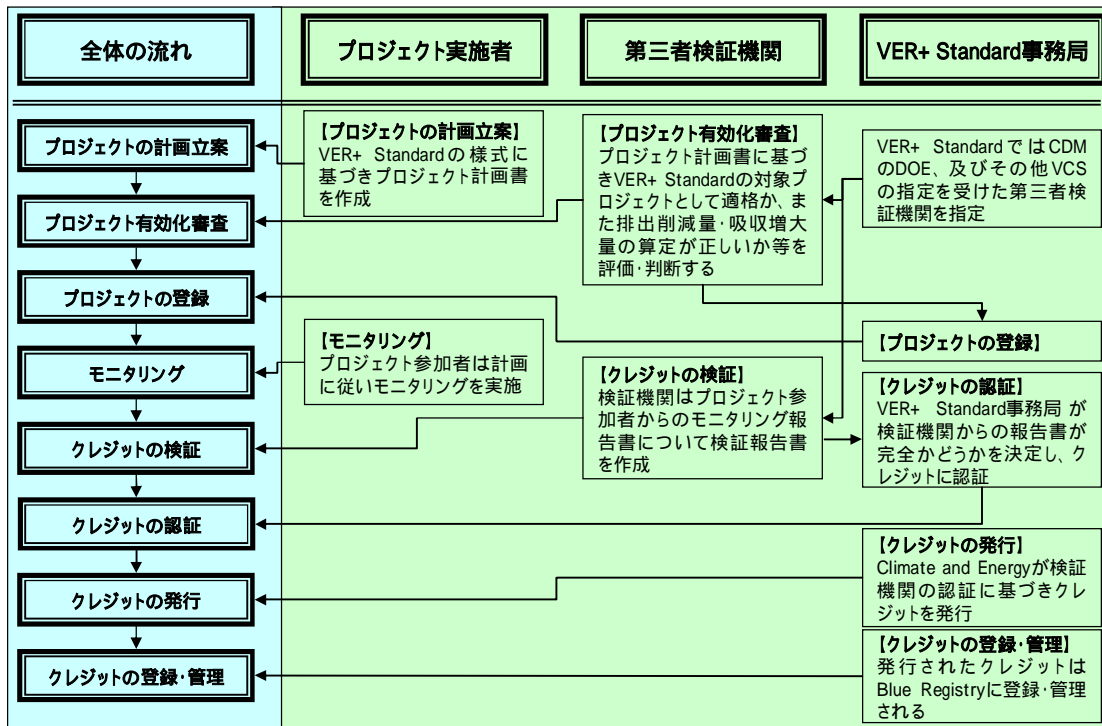 全体の流れ
プロジェクト実施者
第三者検証機関
VER+ Standard事務局
プロジェクトの計画立案
プロジェクト有効化審査
プロジェクトの登録
モニタリング
クレジットの検証
クレジットの認証
クレジットの発行
クレジットの登録・管理
【プロジェクトの計画立案】
VER+ Standardの様式に
基づきプロジェクト計画書
を作成
【モニタリング】
プロジェクト参加者は計画
に従いモニタリングを実施
【プロジェクト有効化審査】
プロジェクト計画書に基づ
きVER+ Standardの対象プ
ロジェクトとして適格か、ま
た排出削減量・吸収増大
量の算定が正しいか等を
評価・判断する
【クレジットの検証】
検証機関はプロジェクト参
加者からのモニタリング報
告書について検証報告書
を作成
VER+ StandardではCDM
のDOE、及びその他VCS
の指定を受けた第三者検
証機関を指定
【プロジェクトの登録】
【クレジットの認証】
VER+ Standard事務局が
検証機関からの報告書が
完全かどうかを決定し、ク
レジットに認証
【クレジットの発行】
Climate and Energyが検証
機関の認証に基づきクレ
ジットを発行
【クレジットの登録・管理】
発行されたクレジットは
Blue Registryに登録・管理
される